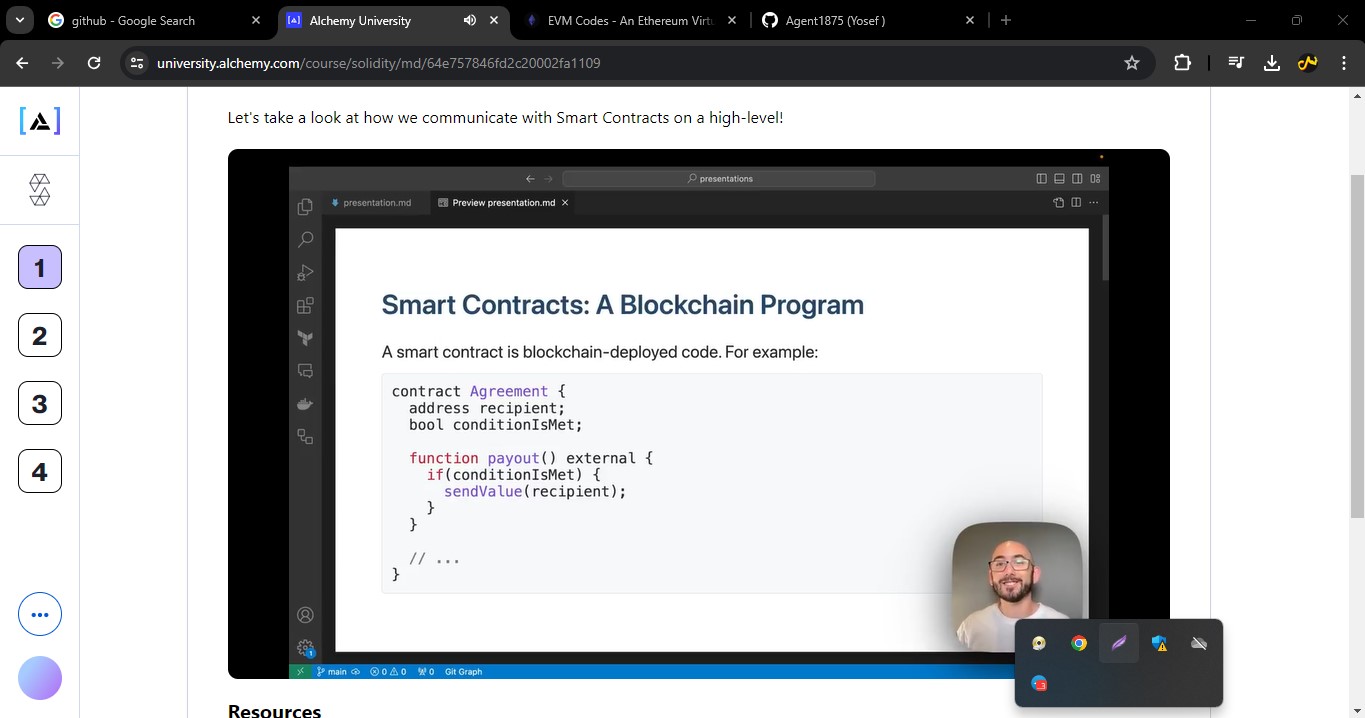 github - Google Search
Alchemy University
EVM Codes - An Ethereum Virtu
Agent1875 (Yosef )
university.alchemy.com/course/solidity/md/64e757846fd2c20002fa1109
1
2
3
4
Let's take a look at how we communicate with Smart Contracts on a high-level!
presentations
presentation.md
Preview presentation.md
Smart Contracts: A Blockchain Program
A smart contract is blockchain-deployed code. For example:
contract Agreement {
address recipient;
bool conditionIsMet;
function payout() external {
if(conditionIsMet) {
sendValue(recipient);
}
}
// ...
}
1
main 0 0 0 Git Graph
3
Resources